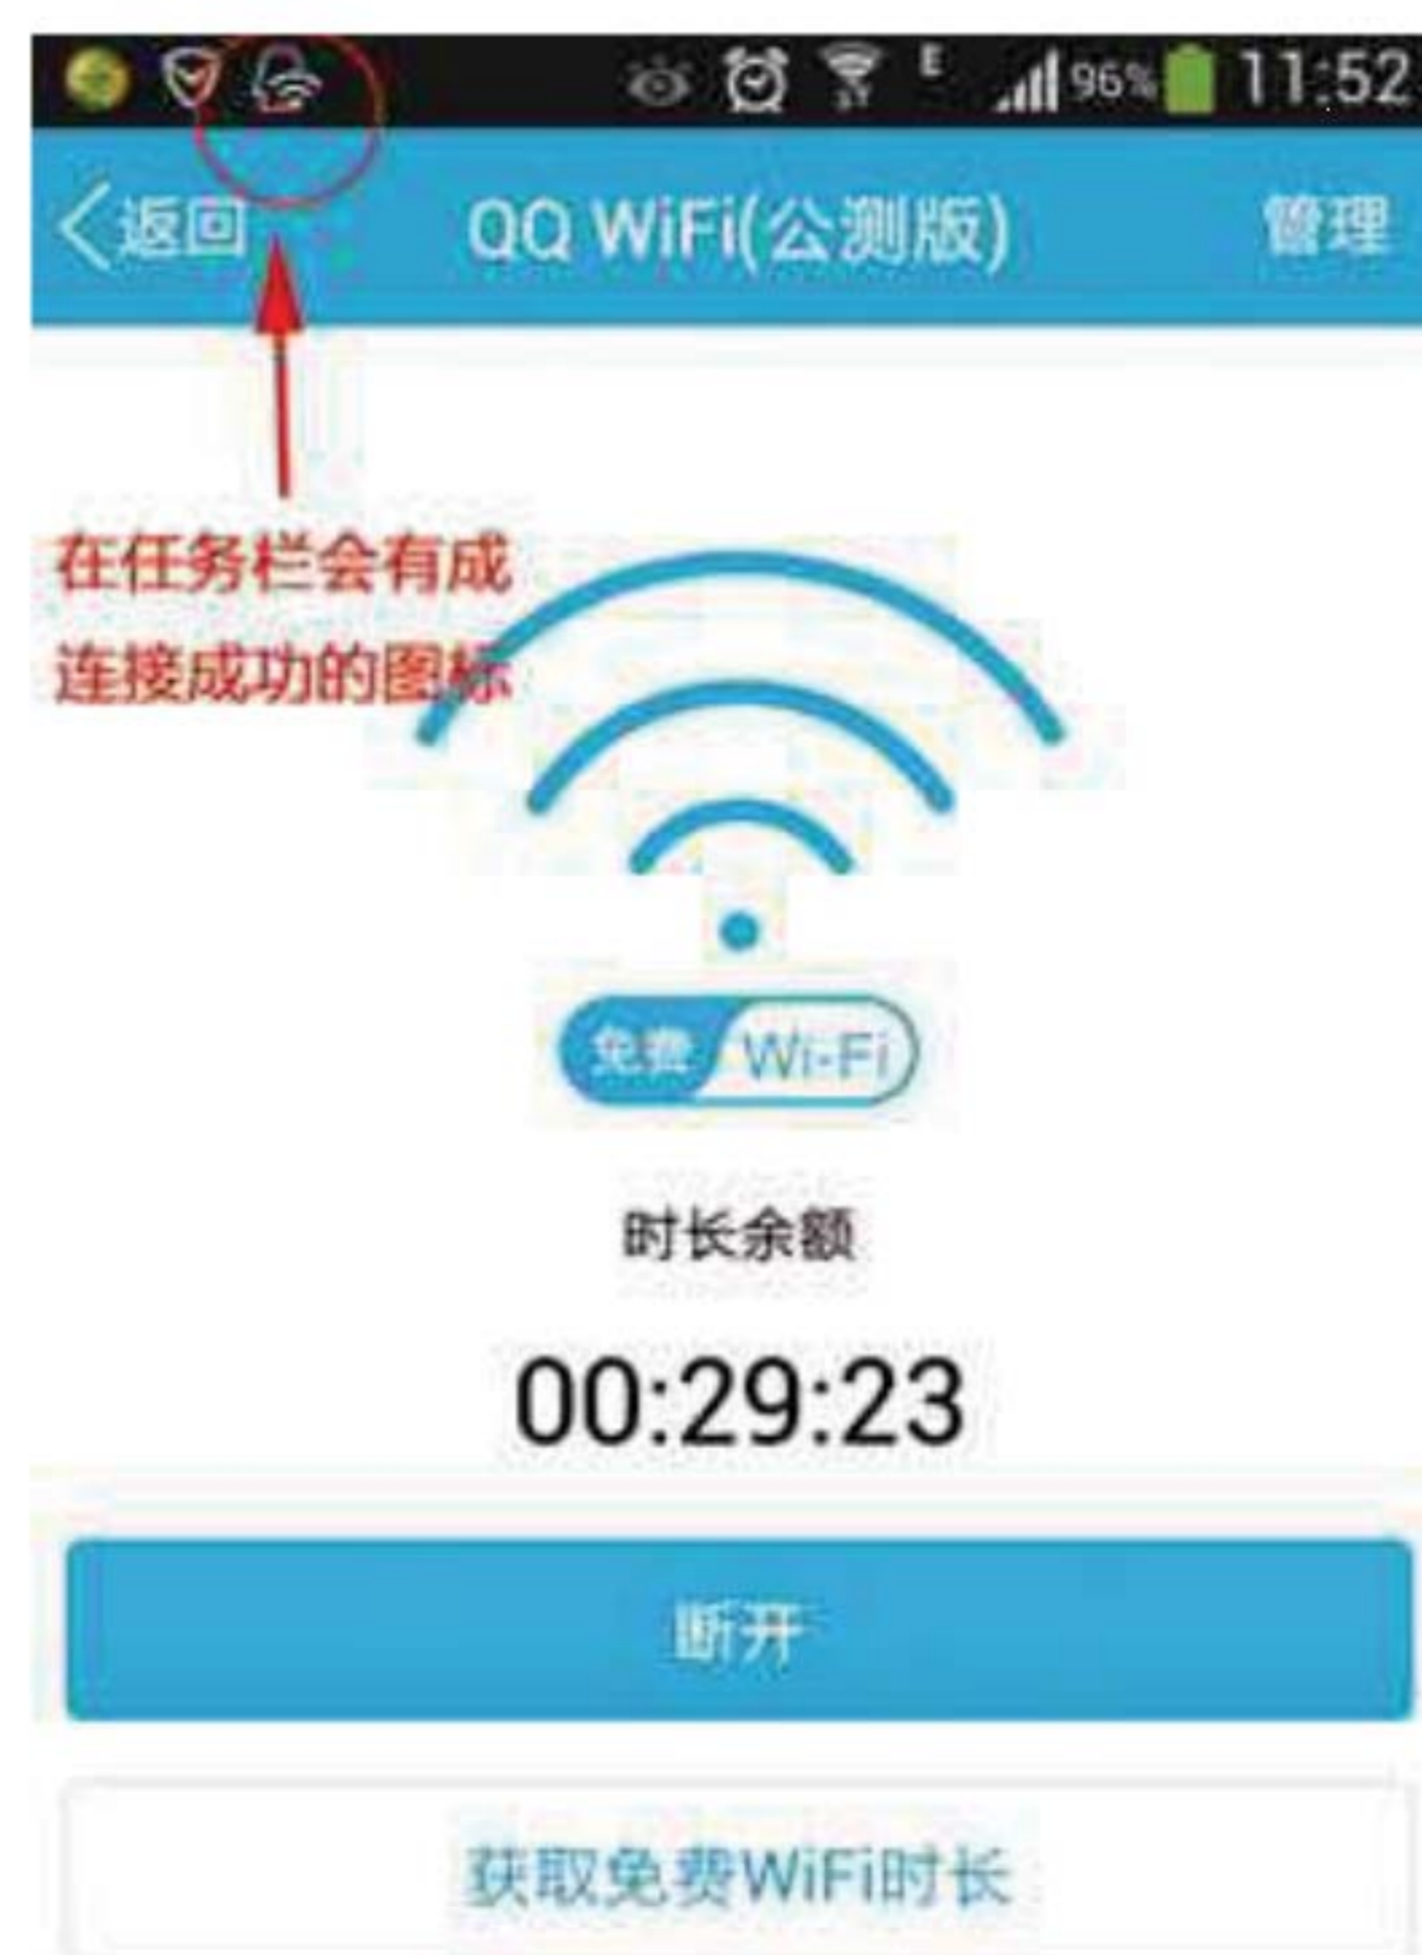 E 96% 11:52
返回 QQ WiFi(公测版) 管理
在任务栏会有成
连接成功的图标
免费 Wi-Fi
时长余额
00:29:23
断开
获取免费WiFi时长